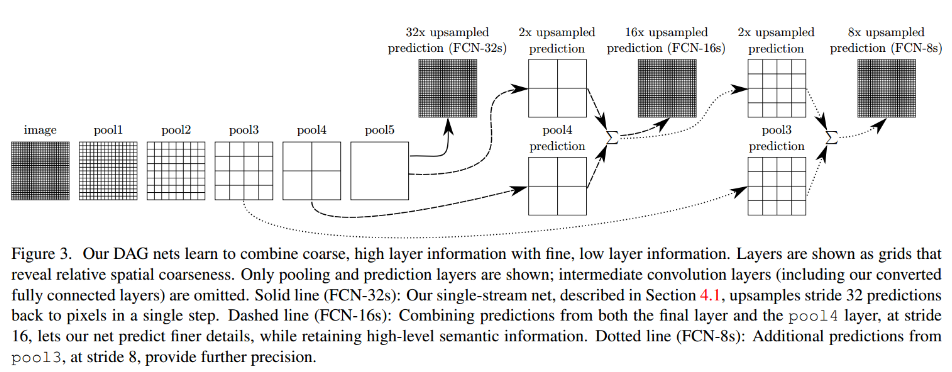 32x upsampled
prediction (FCN-32s)
2x upsampled
prediction
16x upsampled
prediction (FCN-16s)
2x upsampled
prediction
8x upsampled
prediction (FCN-8s)
image
pool1
pool2
pool3
pool4
pool5
pool4
prediction
∑
pool3
prediction
∑
Figure 3. Our DAG nets learn to combine coarse, high layer information with fine, low layer information. Layers are shown as grids that
reveal relative spatial coarseness. Only pooling and prediction layers are shown; intermediate convolution layers (including our converted
fully connected layers) are omitted. Solid line (FCN-32s): Our single-stream net, described in Section 4.1, upsamples stride 32 predictions
back to pixels in a single step. Dashed line (FCN-16s): Combining predictions from both the final layer and the pool4 layer, at stride
16, lets our net predict finer details, while retaining high-level semantic information. Dotted line (FCN-8s): Additional predictions from
pool3, at stride 8, provide further precision.